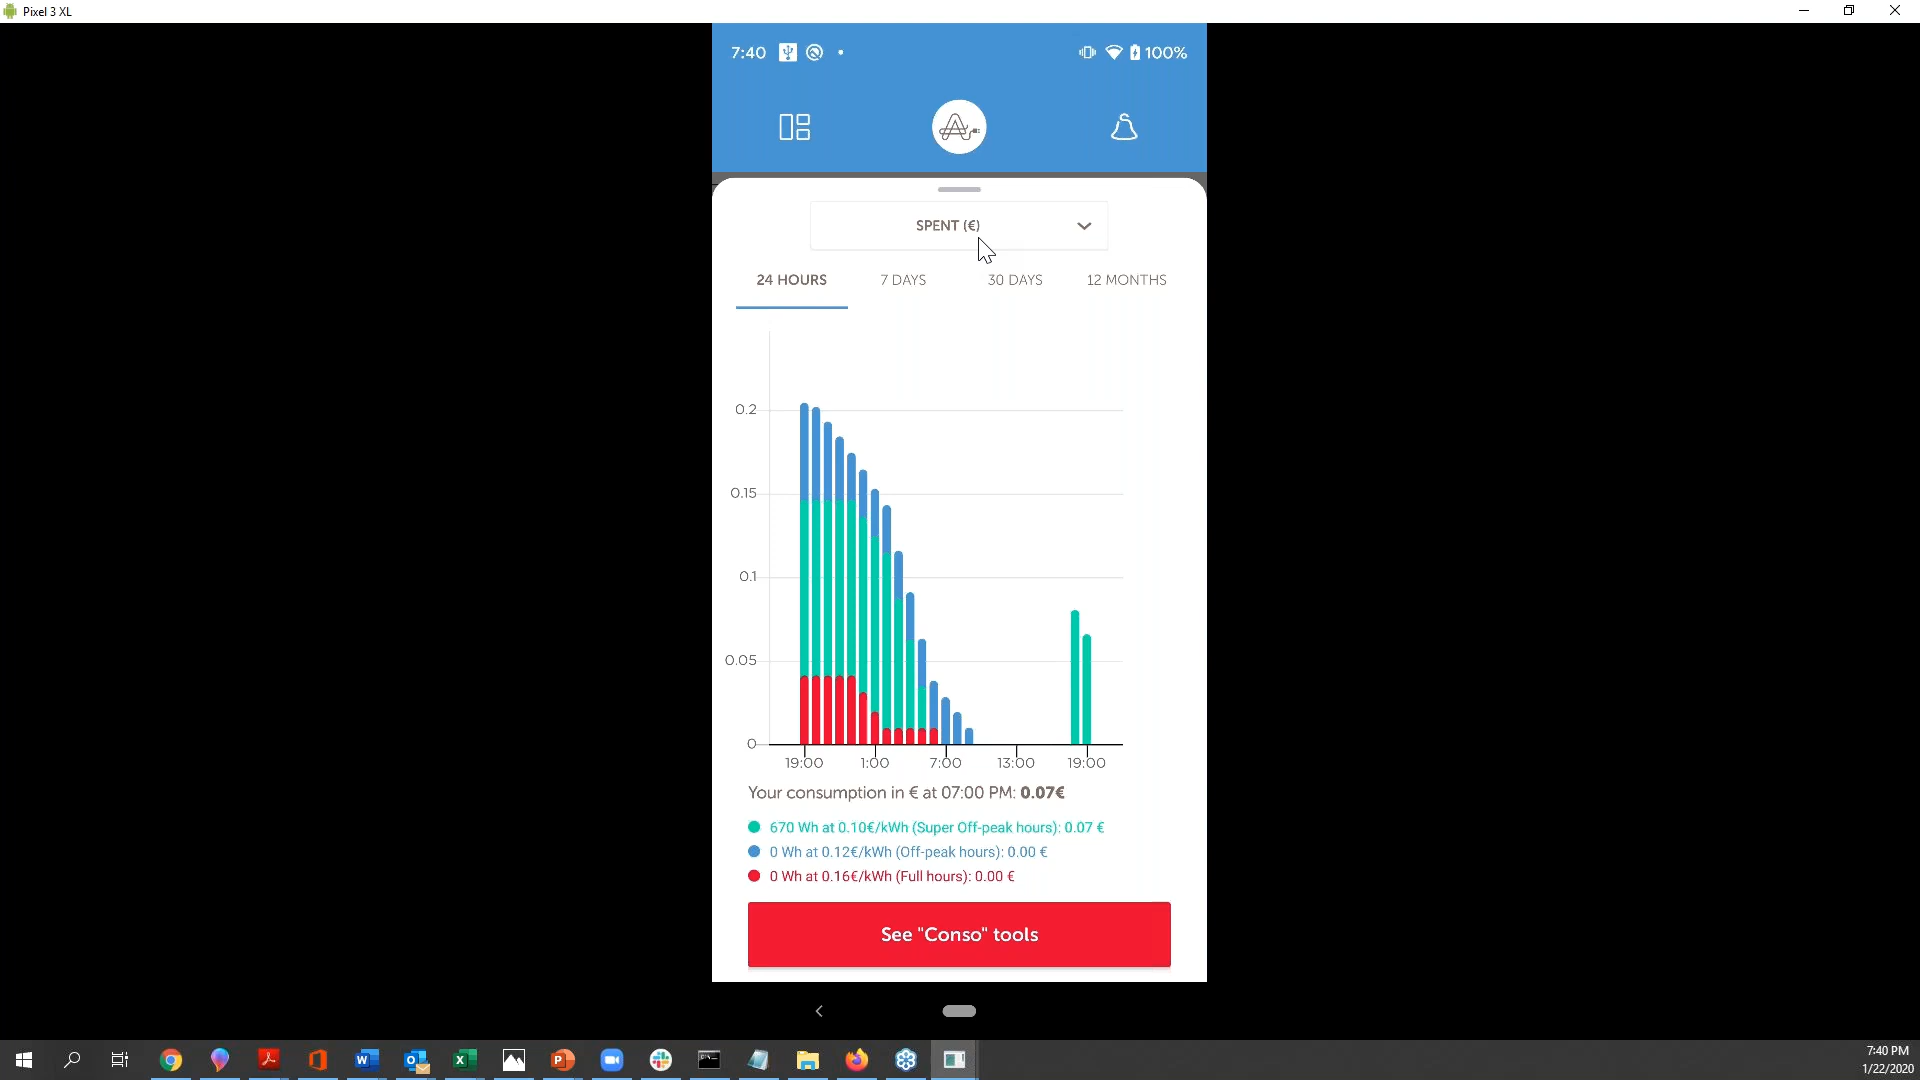 Pixel 3 XL
7:40
100%
SPENT (€)
24 HOURS 7 DAYS 30 DAYS 12 MONTHS
0.2
0.15
0.1
0.05
0
19:00 1:00 7:00 13:00 19:00
Your consumption in € at 07:00 PM: 0.07€
670 Wh at 0.10€/kWh (Super Off-peak hours): 0.07 €
0 Wh at 0.12€/kWh (Off-peak hours): 0.00 €
0 Wh at 0.16€/kWh (Full hours): 0.00 €
See "Conso" tools
7:40 PM
1/22/2020